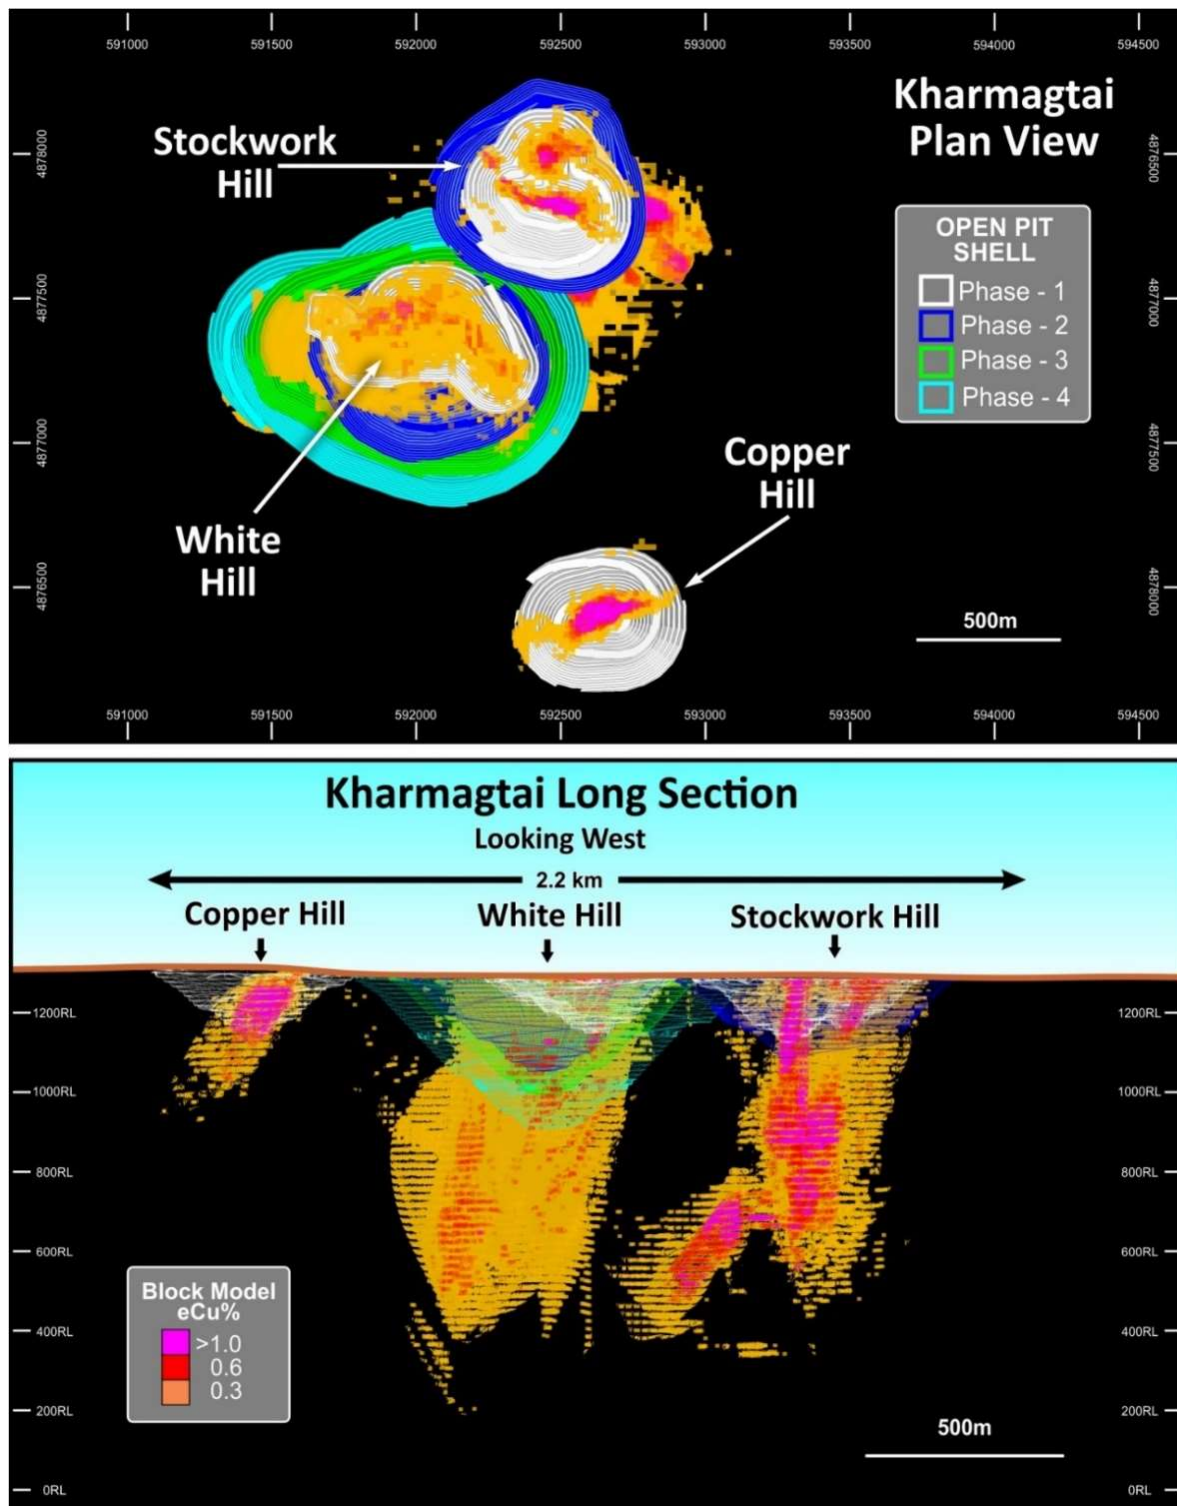 591000 591500 592000 592500 593000 593500 594000 594500
Kharmagtai
Plan View
Stockwork
Hill
4878000
4876500
OPEN PIT
SHELL
Phase - 1
Phase - 2
Phase - 3
Phase - 4
4877500
4877000
4877000
4877500
Copper
Hill
White
Hill
4876500
4878000
500m
591000 591500 592000 592500 593000 593500 594000 594500
Kharmagtai Long Section
Looking West
2.2 km
Copper Hill White Hill Stockwork Hill
1200RL 1200RL
1000RL 1000RL
800RL 800RL
600RL 600RL
Block Model
eCu%
>1.0
0.6
0.3
400RL 400RL
200RL 200RL
500m
0RL 0RL